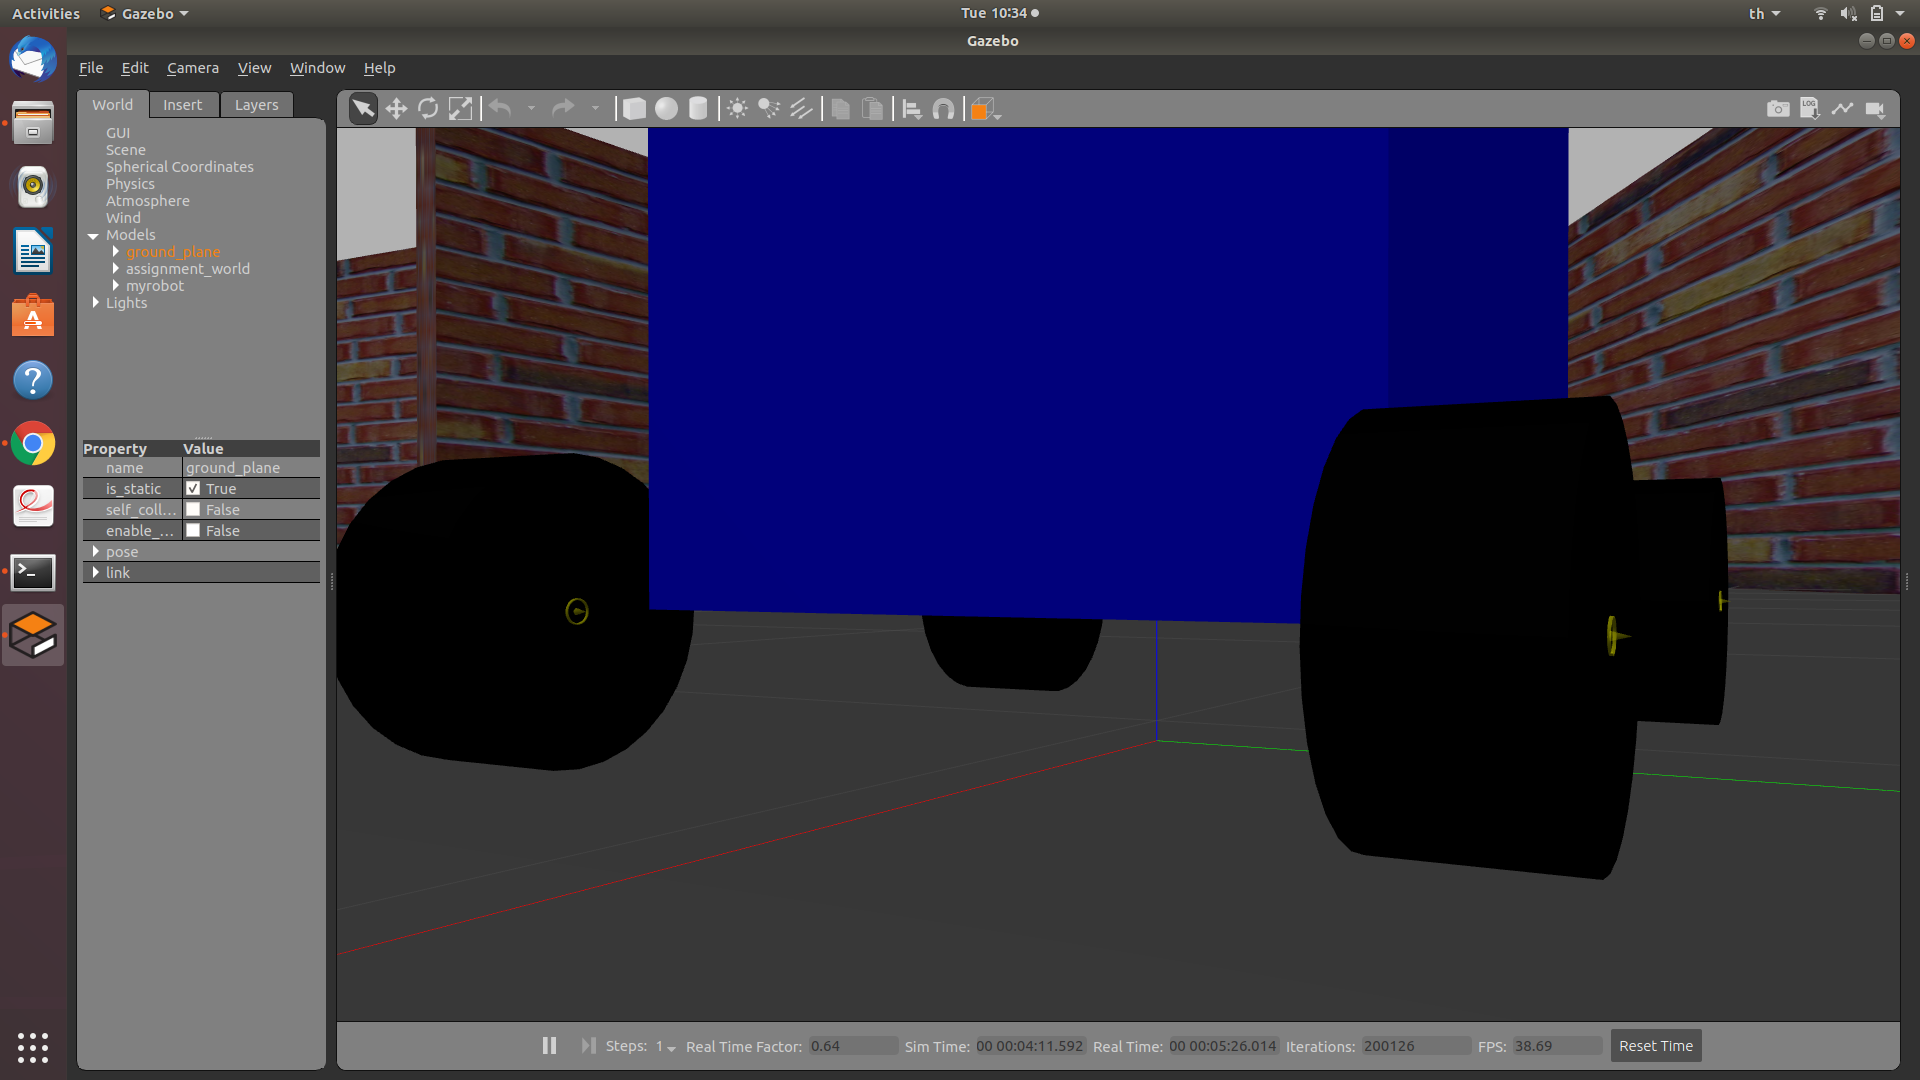 Activities Gazebo Tue 10:34 th
Gazebo
File Edit Camera View Window Help
World Insert Layers
LOG
GUI
Scene
Spherical Coordinates
Physics
Atmosphere
Wind
Models
ground_plane
assignment_world
myrobot
Lights
Property Value
name ground_plane
is_static True
self_coll... False
enable_... False
pose
link
Steps: 1 Real Time Factor: 0.64 Sim Time: 00 00:04:11.592 Real Time: 00 00:05:26.014 Iterations: 200126 FPS: 38.69 Reset Time